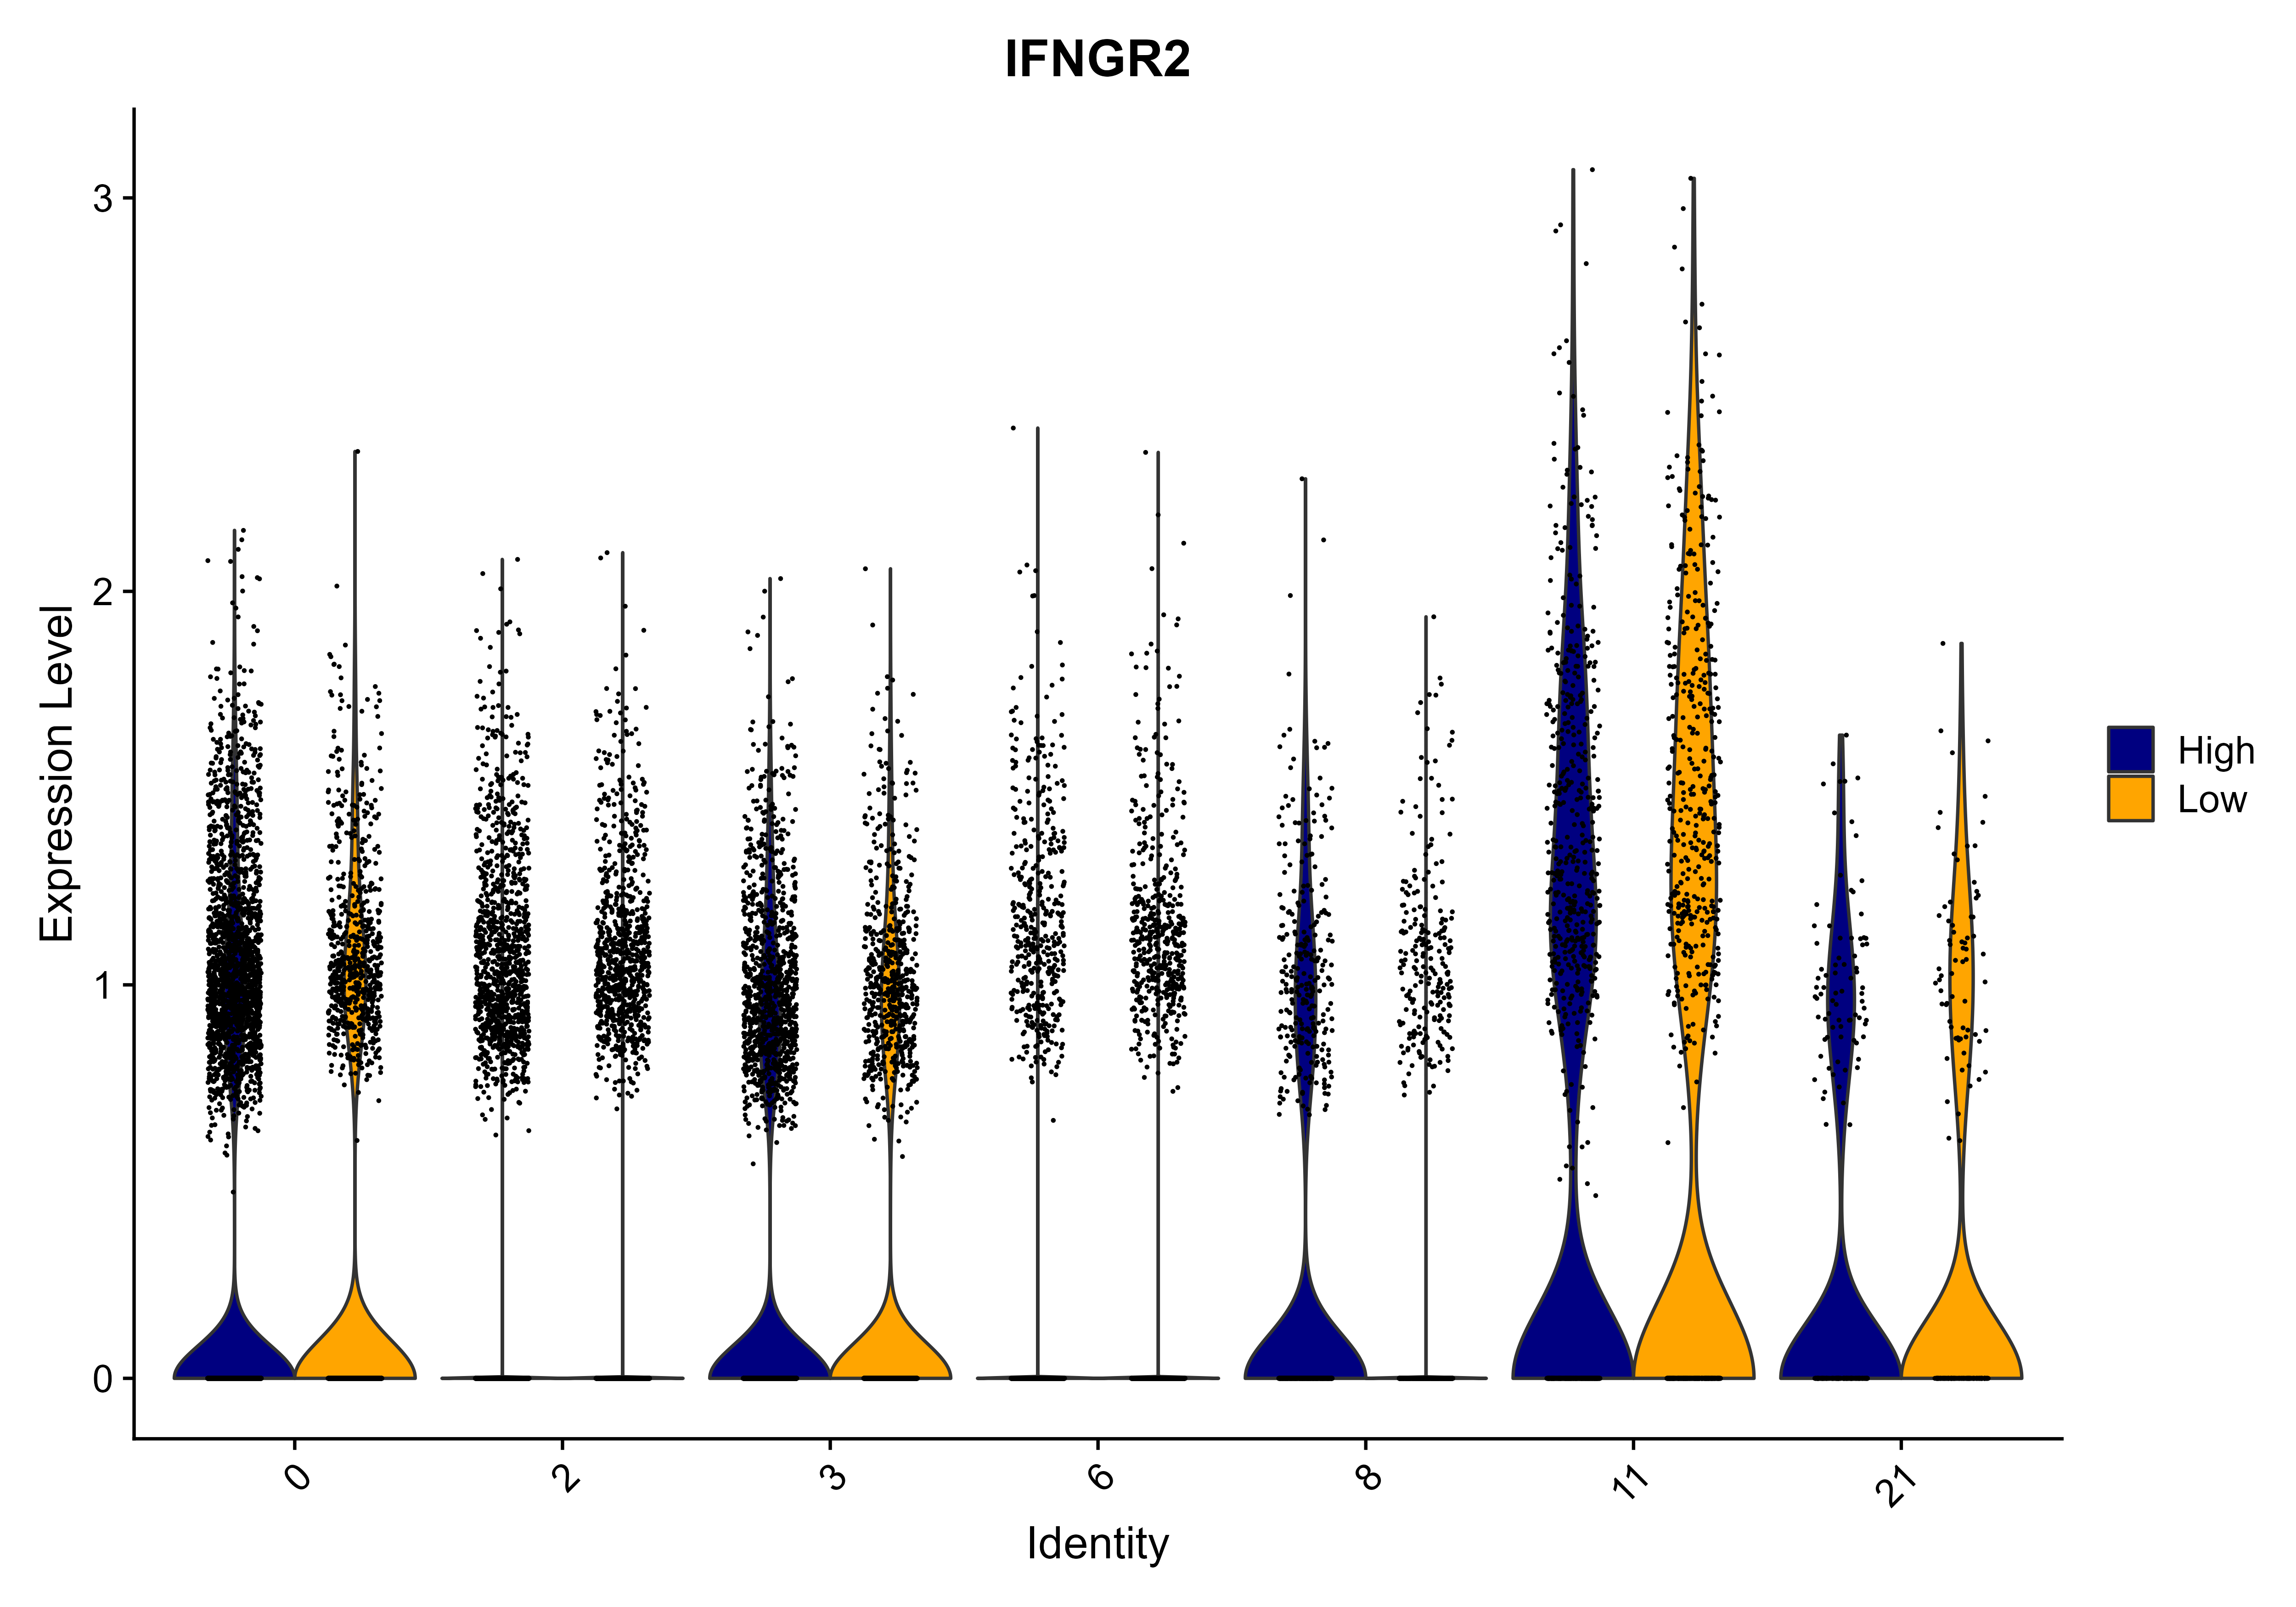 IFNGR2
Expression Level
3
2
1
0
0 2 3 6 8 11 21
Identity
High
Low